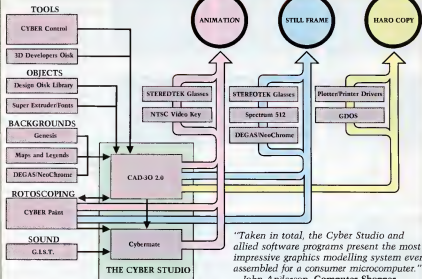 TOOLS
CYBER Control
3D Developers Disk
OBJECTS
Design Disk Library
Super Extruder/Fonts
BACKGROUNDS
Genesis
Maps and Legends
DEGAS/NeoChrome
ROTOSCOPING
CYBER Paint
SOUND
G.I.S.T.
CAD-3D 2.0
Cybermate
THE CYBER STUDIO
ANIMATION
STEREOTEK Glasses
NTSC Video Key
STILL FRAME
STEREOTEK Glasses
Spectrum 512
DEGAS/NeoChrome
HARD COPY
Plotter/Printer Drivers
GDOS
"Taken in total, the Cyber Studio and
allied software programs present the most
impressive graphics modelling system ever
assembled for a consumer microcomputer."
John Anderson, Computer Shopper